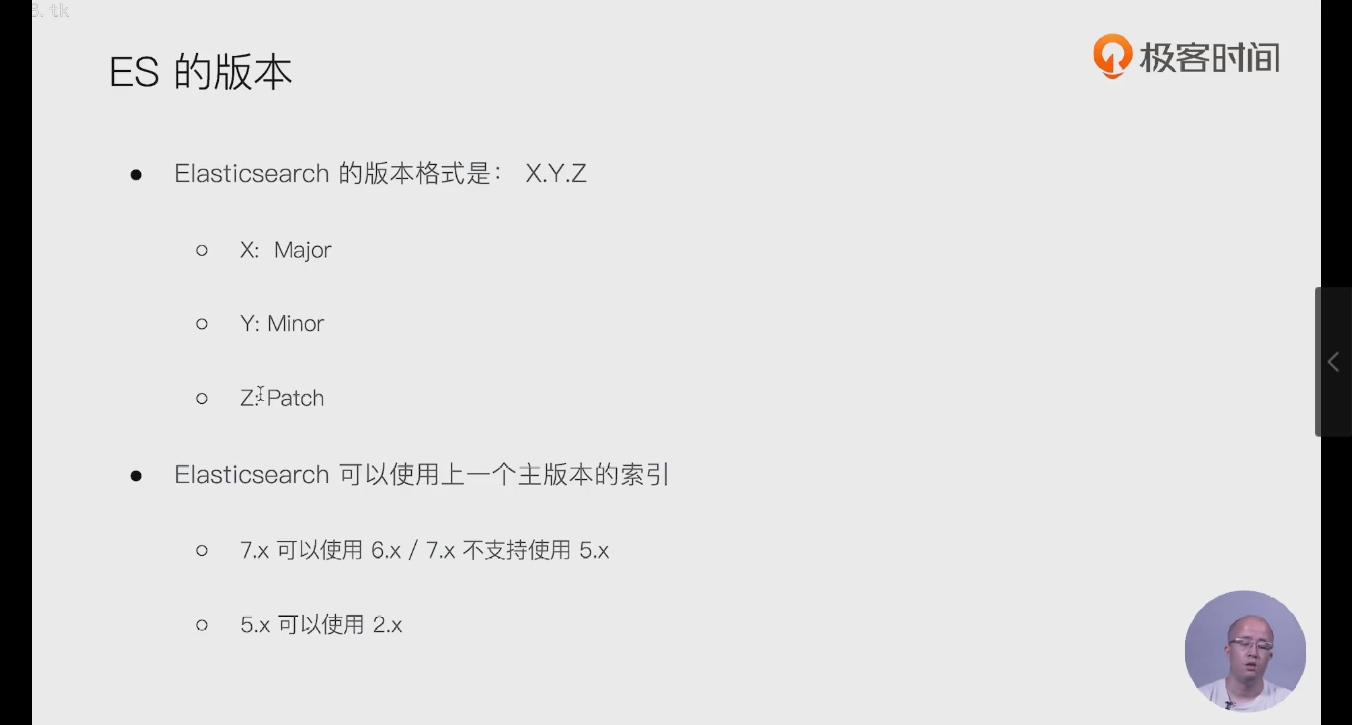 3. tk
ES 的版本
极客时间
Elasticsearch 的版本格式是： X.Y.Z
X: Major
Y: Minor
Z: Patch
Elasticsearch 可以使用上一个主版本的索引
7.x 可以使用 6.x / 7.x 不支持使用 5.x
5.x 可以使用 2.x